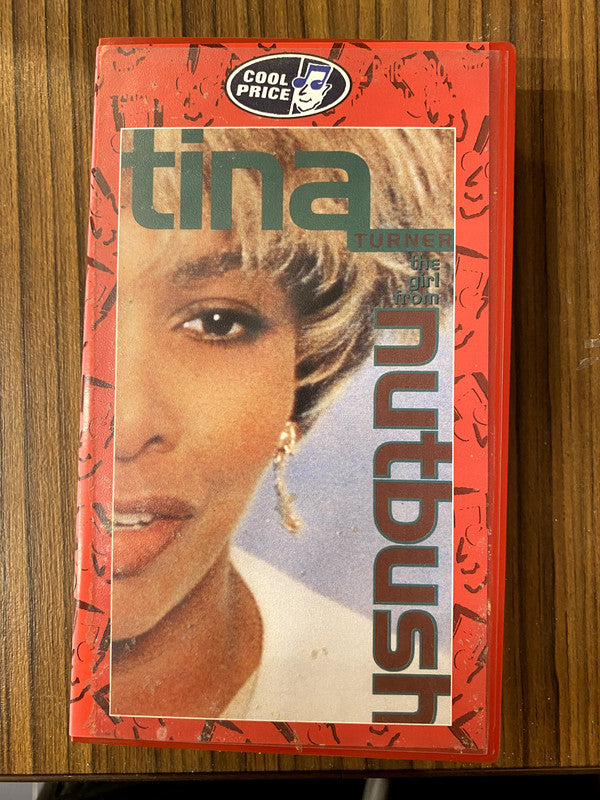 COOL
PRICE
tina
TURNER
the
girl
from
nutbush